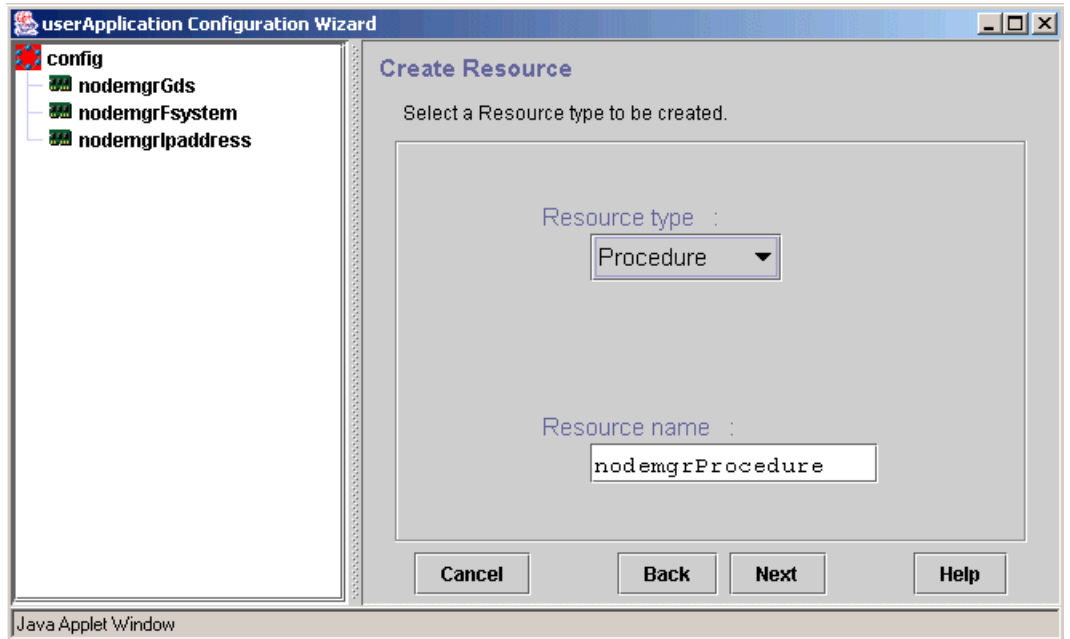 userApplication Configuration Wizard
config
nodemgrGds
nodemgrFsystem
nodemgrIpaddress
Create Resource
Select a Resource type to be created.
Resource type :
Procedure
Resource name :
nodemgrProcedure
Cancel Back Next Help
Java Applet Window